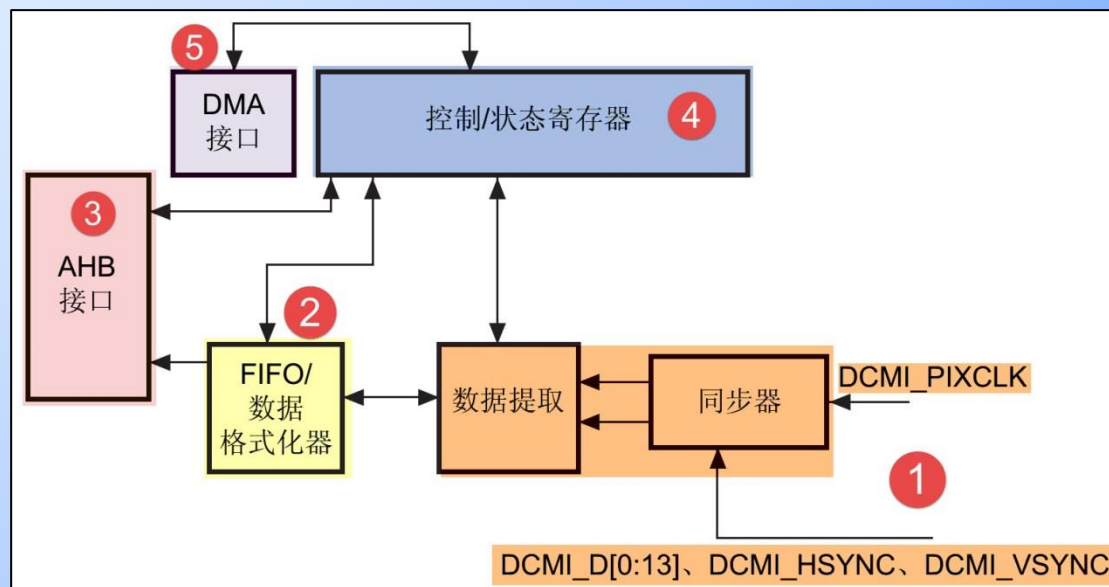 5
DMA
接口
控制/状态寄存器
4
3
AHB
接口
2
FIFO/
数据
格式化器
数据提取
同步器
DCMI_PIXCLK
1
DCMI_D[0:13]、DCMI_HSYNC、DCMI_VSYNC